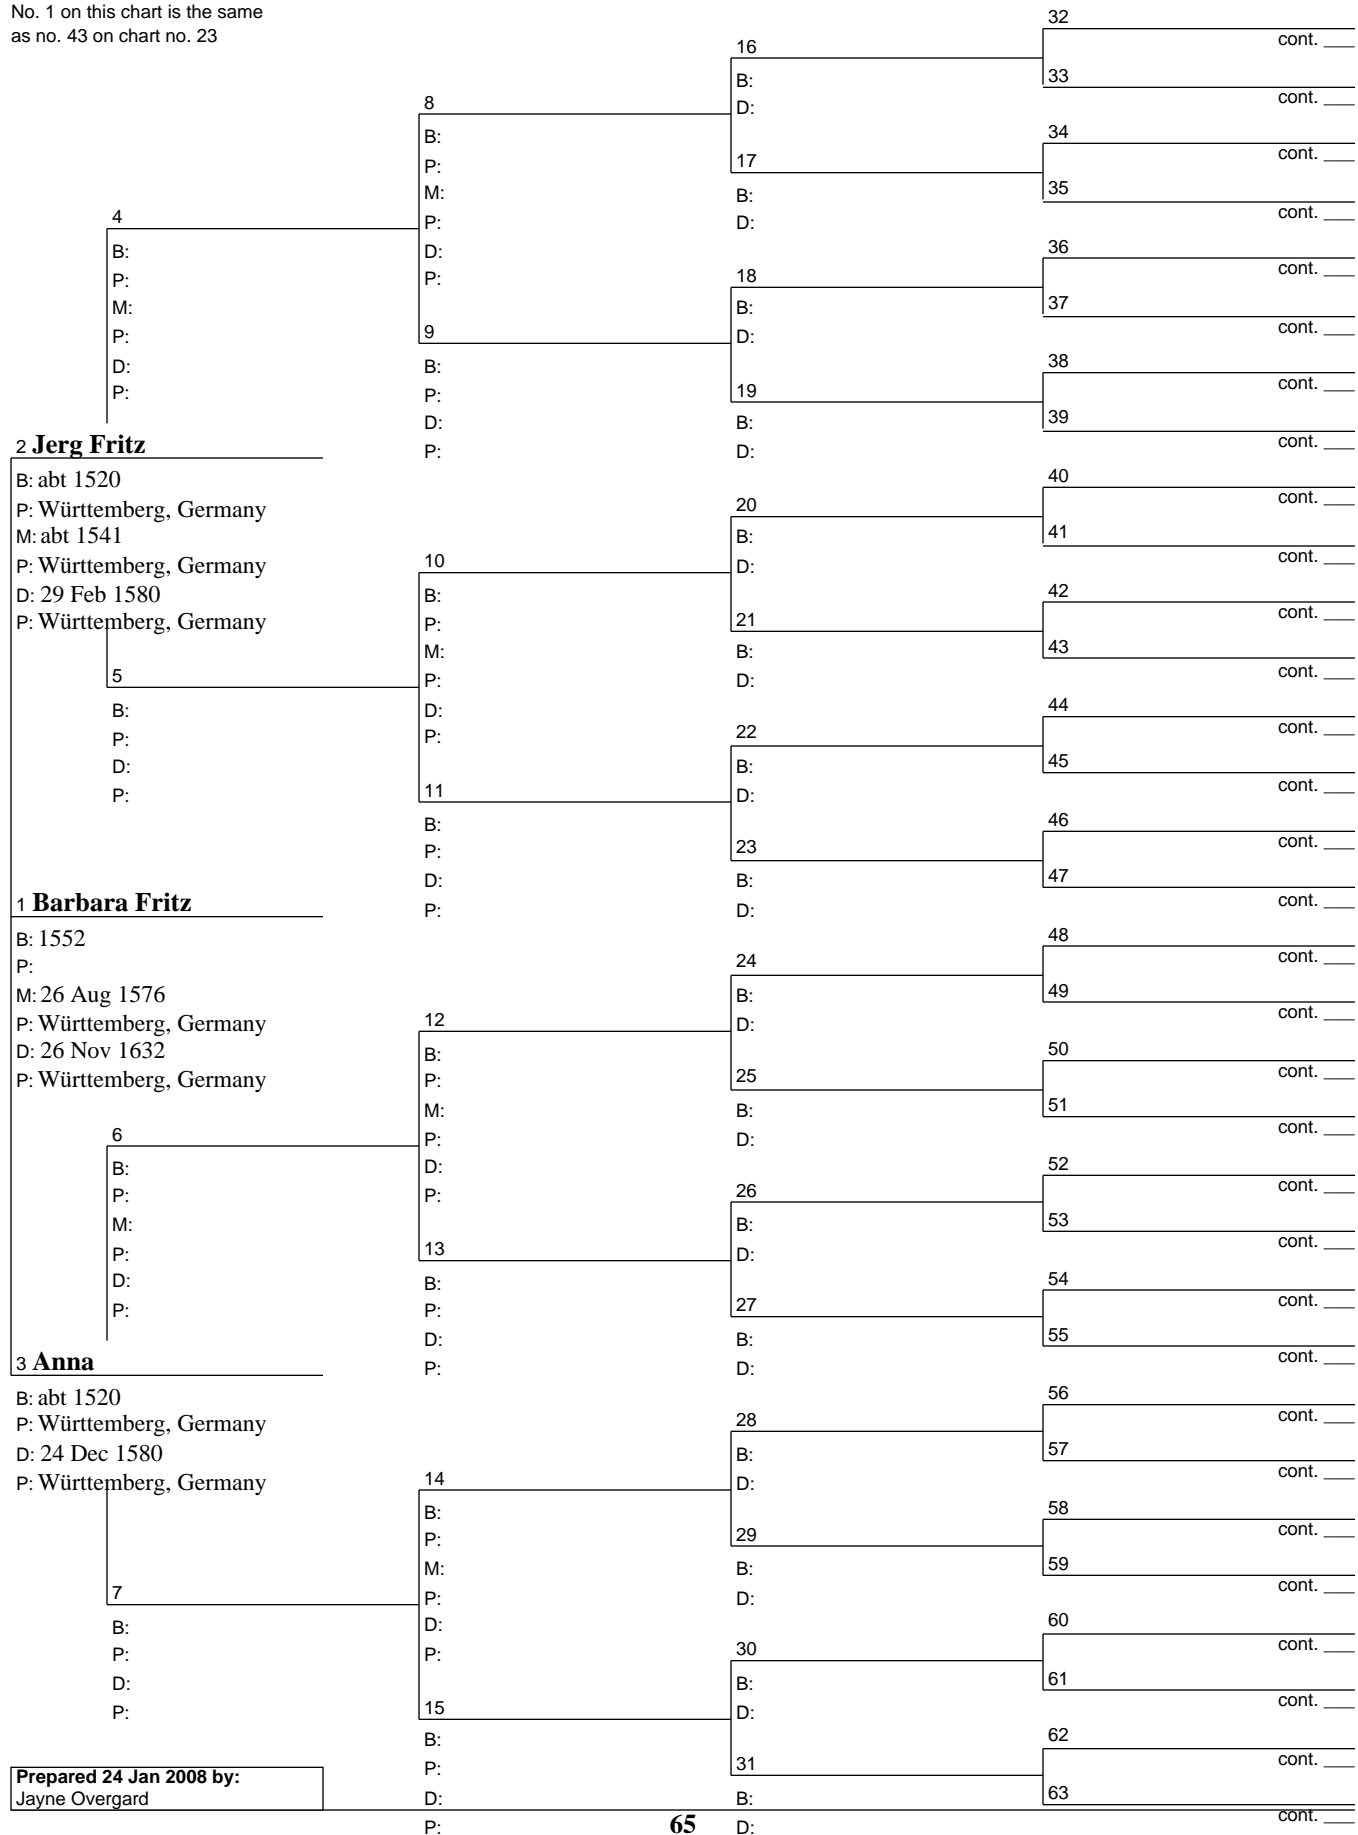 No. 1 on this chart is the same
as no. 43 on chart no. 23
4
B:
P:
M:
P:
D:
P:
2 Jerg Fritz
B: abt 1520
P: Württemberg, Germany
M: abt 1541
P: Württemberg, Germany
D: 29 Feb 1580
P: Württemberg, Germany
5
B:
P:
D:
P:
1 Barbara Fritz
B: 1552
P:
M: 26 Aug 1576
P: Württemberg, Germany
D: 26 Nov 1632
P: Württemberg, Germany
6
B:
P:
M:
P:
D:
P:
3 Anna
B: abt 1520
P: Württemberg, Germany
D: 24 Dec 1580
P: Württemberg, Germany
7
B:
P:
D:
P:
8
B:
P:
M:
P:
D:
P:
9
B:
P:
D:
P:
10
B:
P:
M:
P:
D:
P:
11
B:
P:
D:
P:
12
B:
P:
M:
P:
D:
P:
13
B:
P:
D:
P:
14
B:
P:
M:
P:
D:
P:
15
B:
P:
D:
P:
16
B:
D:
17
B:
D:
18
B:
D:
19
B:
D:
20
B:
D:
21
B:
D:
22
B:
D:
23
B:
D:
24
B:
D:
25
B:
D:
26
B:
D:
27
B:
D:
28
B:
D:
29
B:
D:
30
B:
D:
31
B:
D:
32
cont. ___
33
cont. ___
34
cont. ___
35
cont. ___
36
cont. ___
37
cont. ___
38
cont. ___
39
cont. ___
40
cont. ___
41
cont. ___
42
cont. ___
43
cont. ___
44
cont. ___
45
cont. ___
46
cont. ___
47
cont. ___
48
cont. ___
49
cont. ___
50
cont. ___
51
cont. ___
52
cont. ___
53
cont. ___
54
cont. ___
55
cont. ___
56
cont. ___
57
cont. ___
58
cont. ___
59
cont. ___
60
cont. ___
61
cont. ___
62
cont. ___
63
cont. ___
Prepared 24 Jan 2008 by:
Jayne Overgard
65